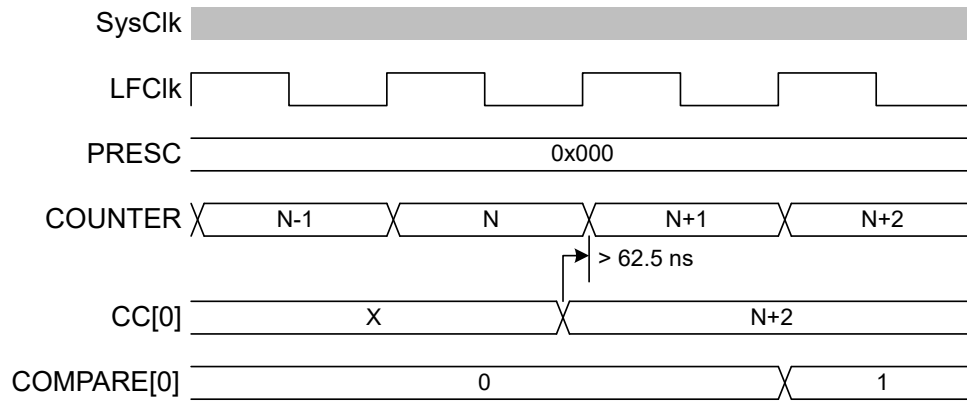 SysClk
LFClk
PRESC 0x000
COUNTER N-1 N N+1 N+2
> 62.5 ns
CC[0] X N+2
COMPARE[0] 0 1